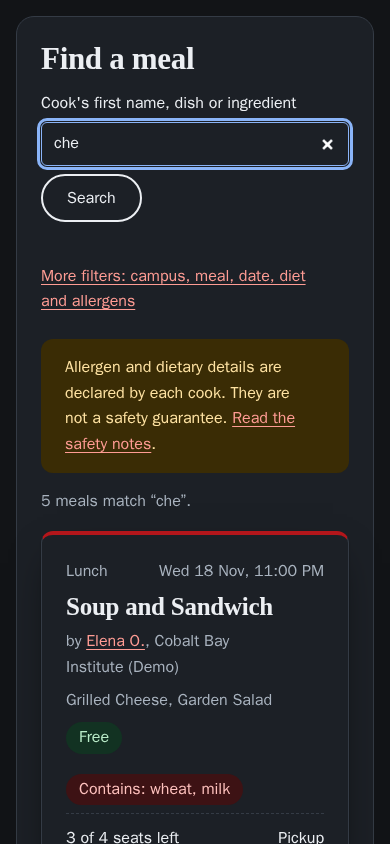 Find a meal
Cook's first name, dish or ingredient
che
Search
More filters: campus, meal, date, diet
and allergens
Allergen and dietary details are
declared by each cook. They are
not a safety guarantee. Read the
safety notes.
5 meals match “che”.
Lunch Wed 18 Nov, 11:00 PM
Soup and Sandwich
by Elena O., Cobalt Bay
Institute (Demo)
Grilled Cheese, Garden Salad
Free
Contains: wheat, milk
3 of 4 seats left Pickup